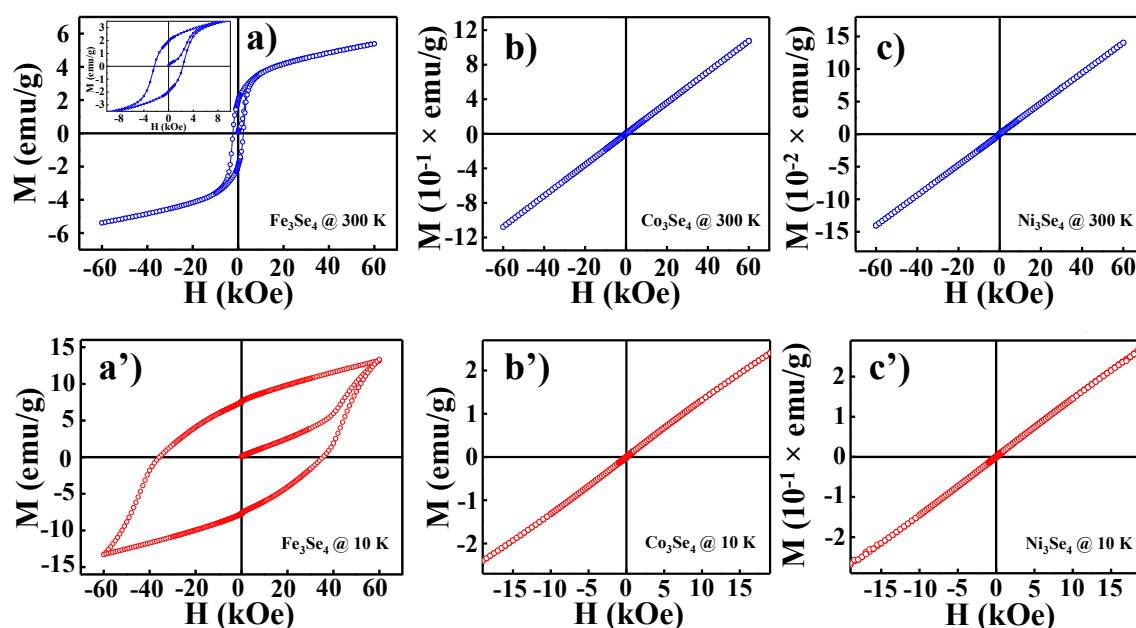 a)
M (emu/g)
6
4
2
0
-2
-4
-6
-60 -40 -20 0 20 40 60
H (kOe)
Fe₃Se₄ @ 300 K
M (emu/g)
3
2
1
0
-1
-2
-3
-8 -4 0 4 8
H (kOe)
b)
M (10⁻¹ × emu/g)
12
8
4
0
-4
-8
-12
-60 -40 -20 0 20 40 60
H (kOe)
Co₃Se₄ @ 300 K
c)
M (10⁻² × emu/g)
15
10
5
0
-5
-10
-15
-60 -40 -20 0 20 40 60
H (kOe)
Ni₃Se₄ @ 300 K
a’)
M (emu/g)
15
10
5
0
-5
-10
-15
-60 -40 -20 0 20 40 60
H (kOe)
Fe₃Se₄ @ 10 K
b’)
M (emu/g)
2
1
0
-1
-2
-15 -10 -5 0 5 10 15
H (kOe)
Co₃Se₄ @ 10 K
c’)
M (10⁻¹ × emu/g)
2
1
0
-1
-2
-15 -10 -5 0 5 10 15
H (kOe)
Ni₃Se₄ @ 10 K